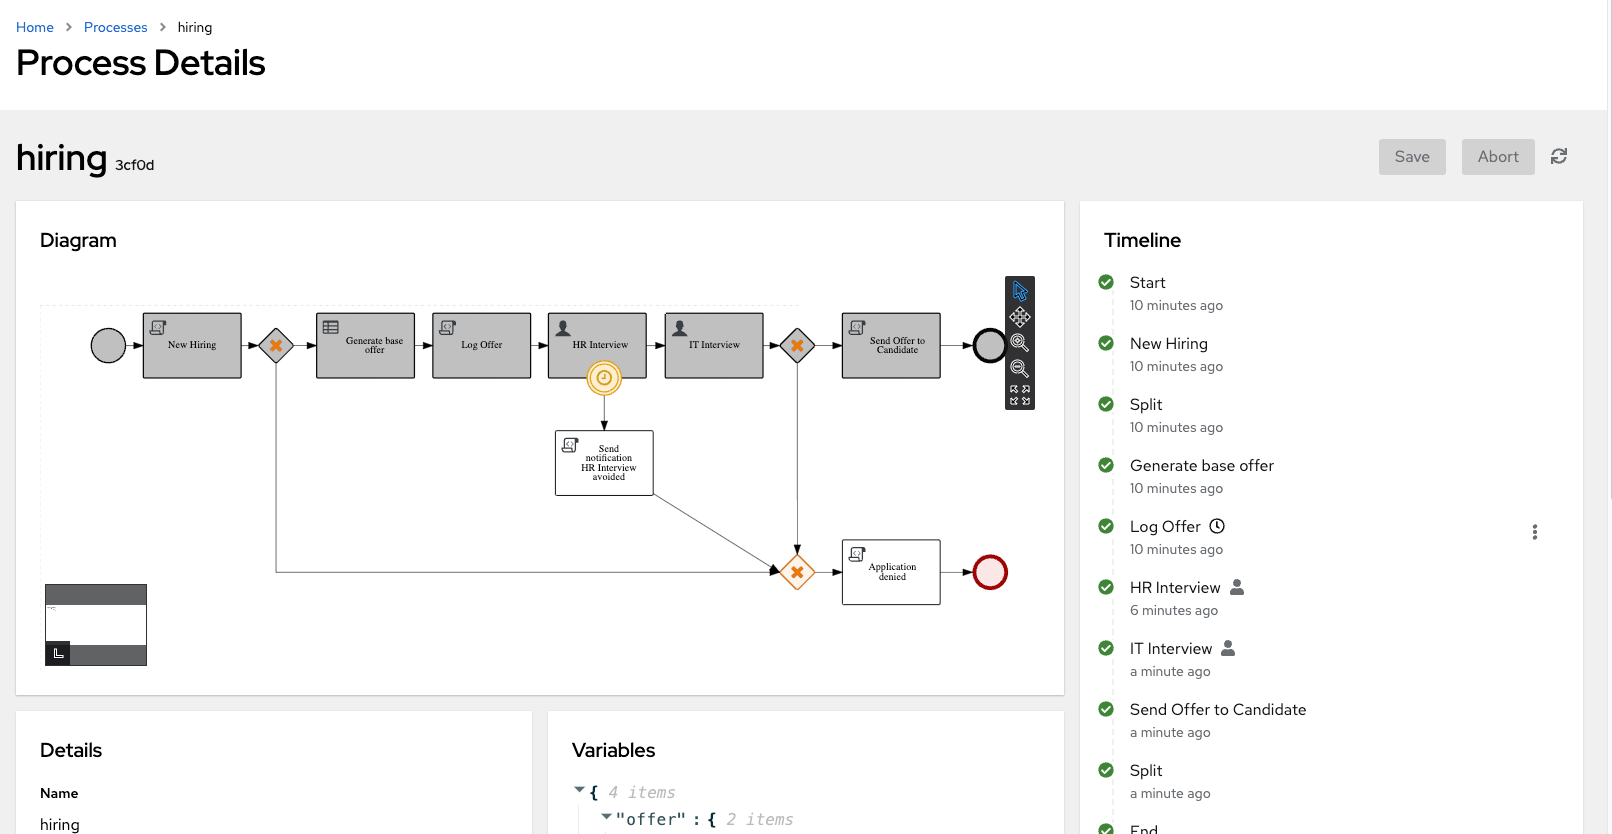 Home > Processes > hiring
Process Details
hiring 3cf0d
Save
Abort
Diagram
New Hiring
Generate base
offer
Log Offer
HR Interview
IT Interview
Send Offer to
Candidate
Send
notification
HR Interview
avoided
Application
denied
Timeline
Start
10 minutes ago
New Hiring
10 minutes ago
Split
10 minutes ago
Generate base offer
10 minutes ago
Log Offer
10 minutes ago
HR Interview
6 minutes ago
IT Interview
a minute ago
Send Offer to Candidate
a minute ago
Split
a minute ago
End
Details
Name
hiring
Variables
{ 4 items
"offer" : { 2 items